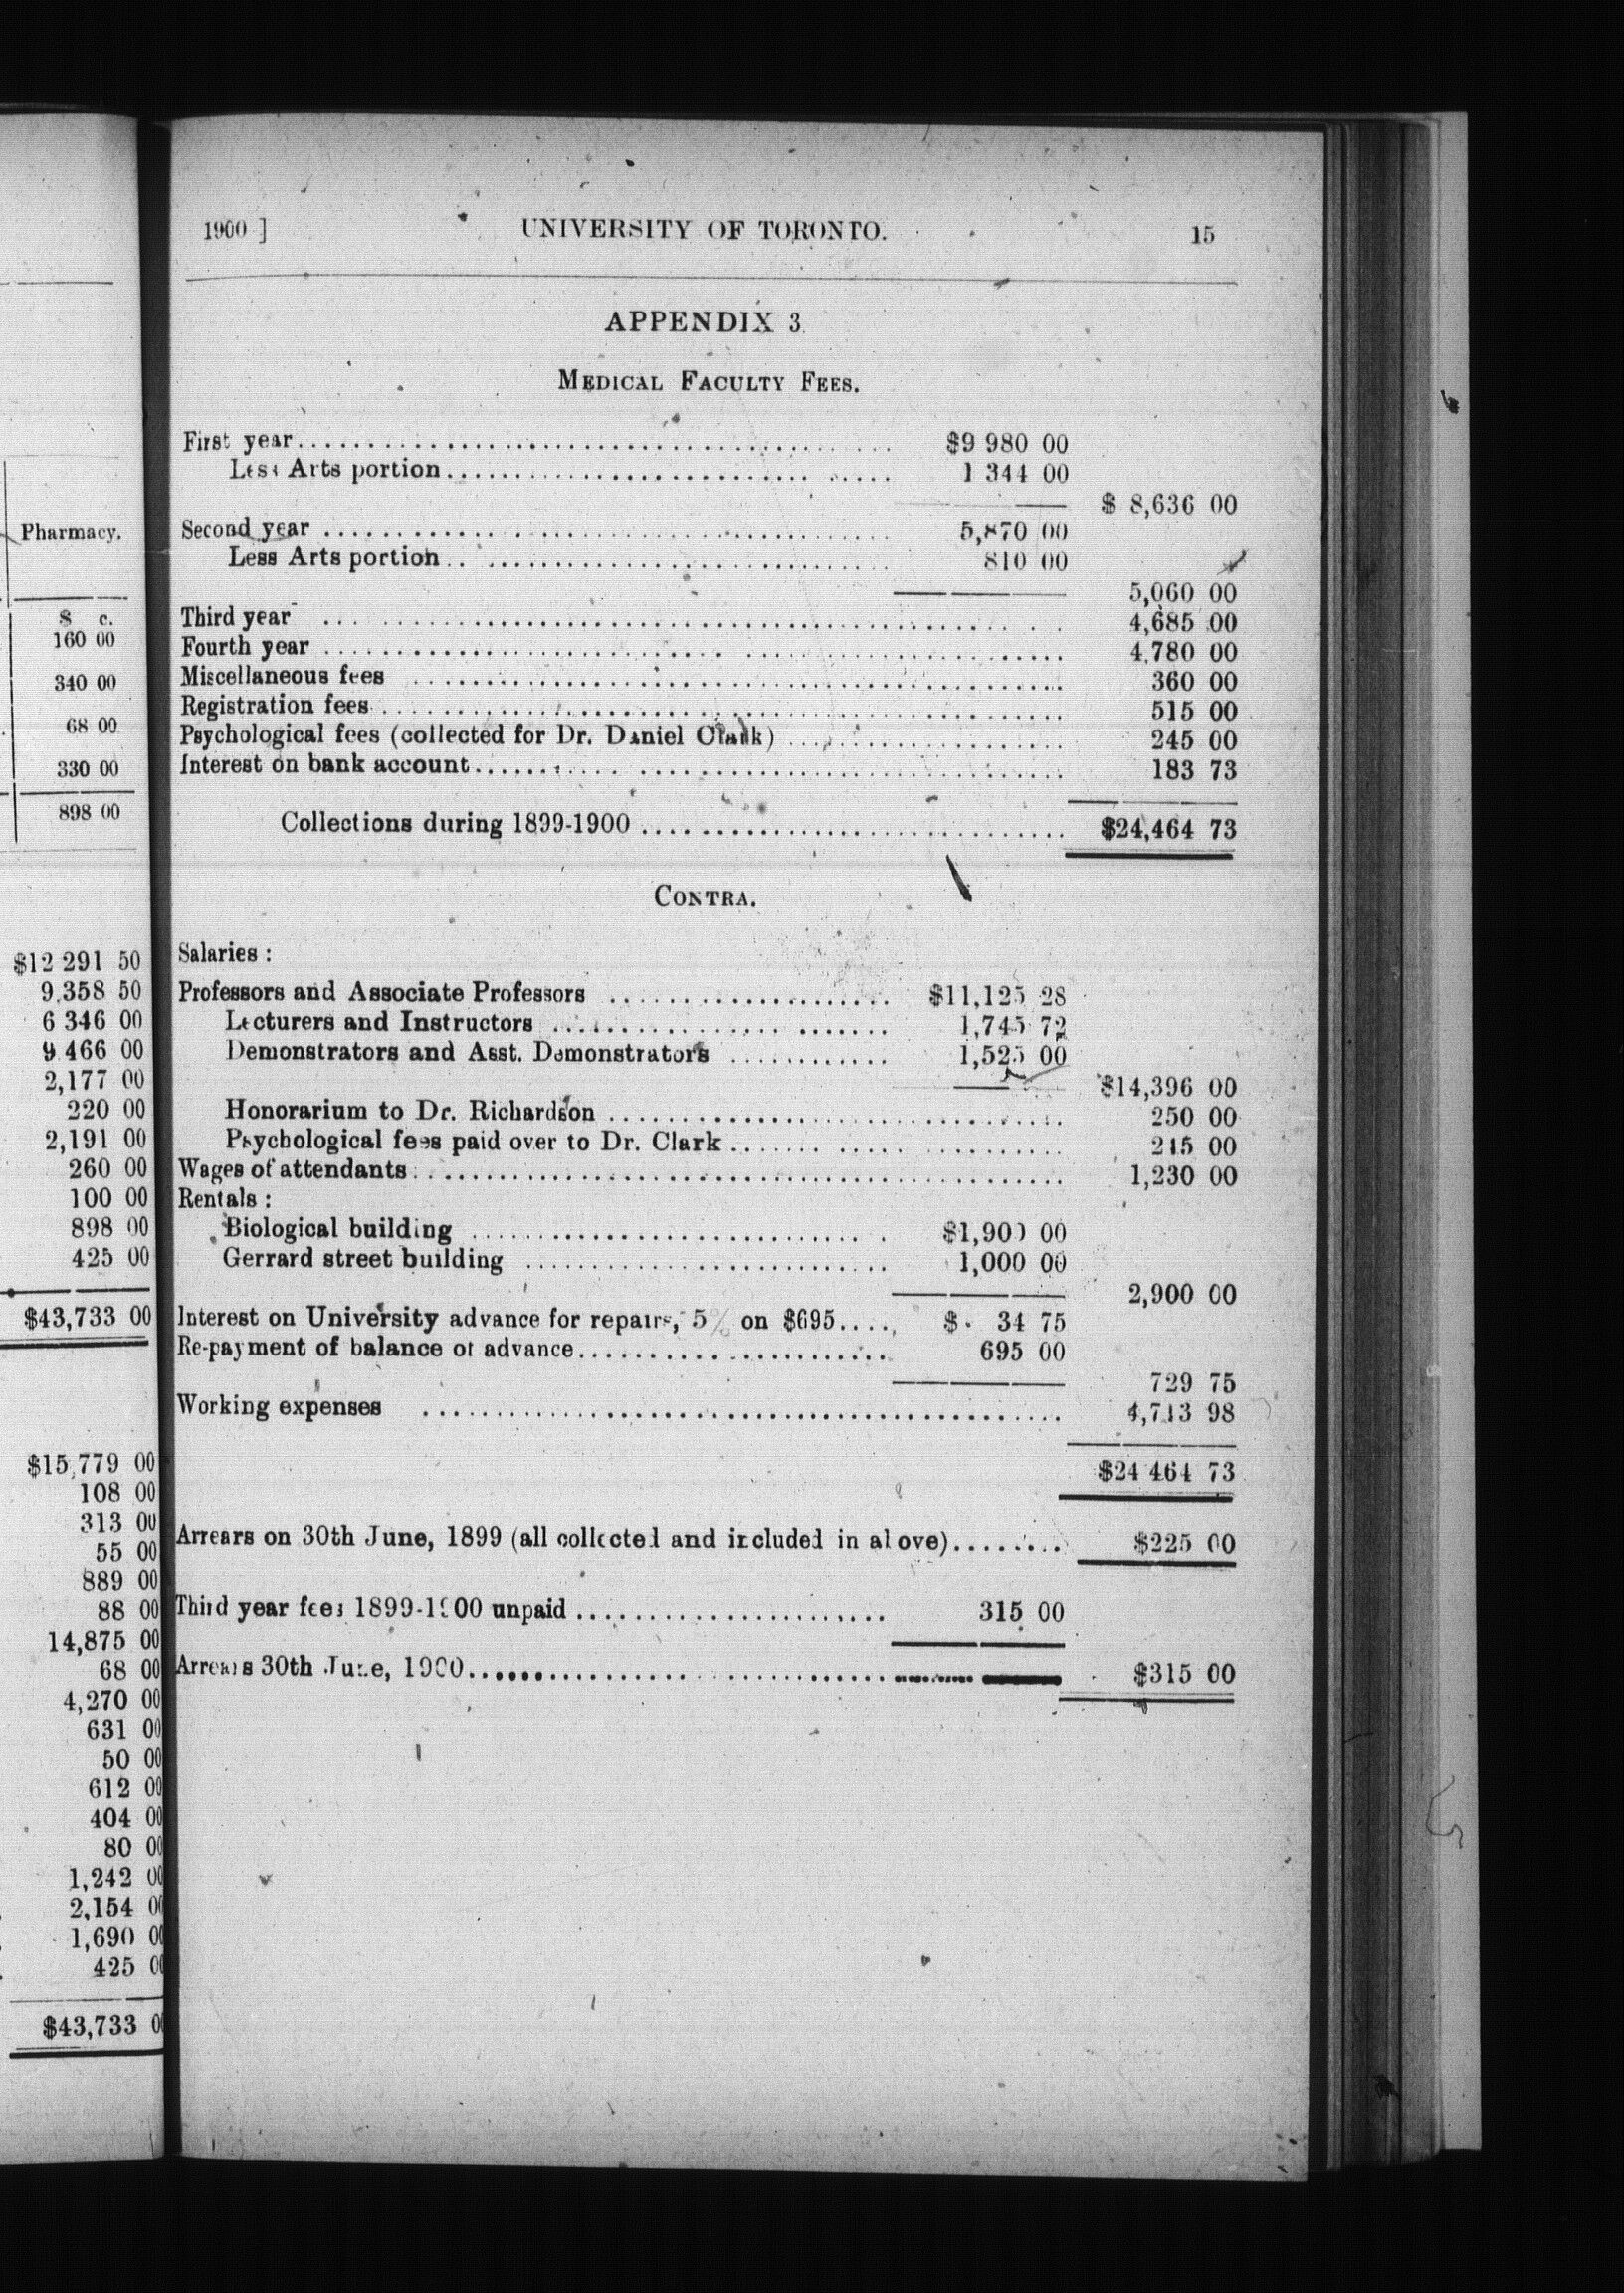 Pharmacy.
$ c.
160 00
340 00
68 00
330 00
898 00
$12 291 50
9,358 50
6 346 00
9 466 00
2,177 00
220 00
2,191 00
260 00
100 00
898 00
425 00
$43,733 00
$15,779 00
108 00
313 00
55 00
889 00
88 00
14,875 00
68 00
4,270 00
631 00
50 00
612 00
404 00
80 00
1,242 00
2,154 00
1,690 00
425 00
$43,733 00
1900 ] UNIVERSITY OF TORONTO. 15
APPENDIX 3
MEDICAL FACULTY FEES.
First year........ $9 980 00
Less Arts portion........ 1 344 00
$ 8,636 00
Second year ........ 5,870 00
Less Arts portion........ 810 00
5,060 00
Third year ........ 4,685 00
Fourth year ........ 4,780 00
Miscellaneous fees ........ 360 00
Registration fees........ 515 00
Psychological fees (collected for Dr. Daniel Clark) ........ 245 00
Interest on bank account........ 183 73
Collections during 1899-1900 ........ $24,464 73
CONTRA.
Salaries :
Professors and Associate Professors ........ $11,125 28
Lecturers and Instructors ........ 1,745 72
Demonstrators and Asst. Demonstrators ........ 1,525 00
$14,396 00
Honorarium to Dr. Richardson ........ 250 00
Psychological fees paid over to Dr. Clark ........ 245 00
Wages of attendants ........ 1,230 00
Rentals :
Biological building ........ $1,900 00
Gerrard street building ........ 1,000 00
2,900 00
Interest on University advance for repairs, 5% on $695...., $ 34 75
Re-payment of balance of advance........ 695 00
729 75
Working expenses ........ 4,713 98
$24 464 73
Arrears on 30th June, 1899 (all collected and included in above)........ $225 00
Third year fees 1899-1900 unpaid ........ 315 00
Arrears 30th June, 1900........ $315 00